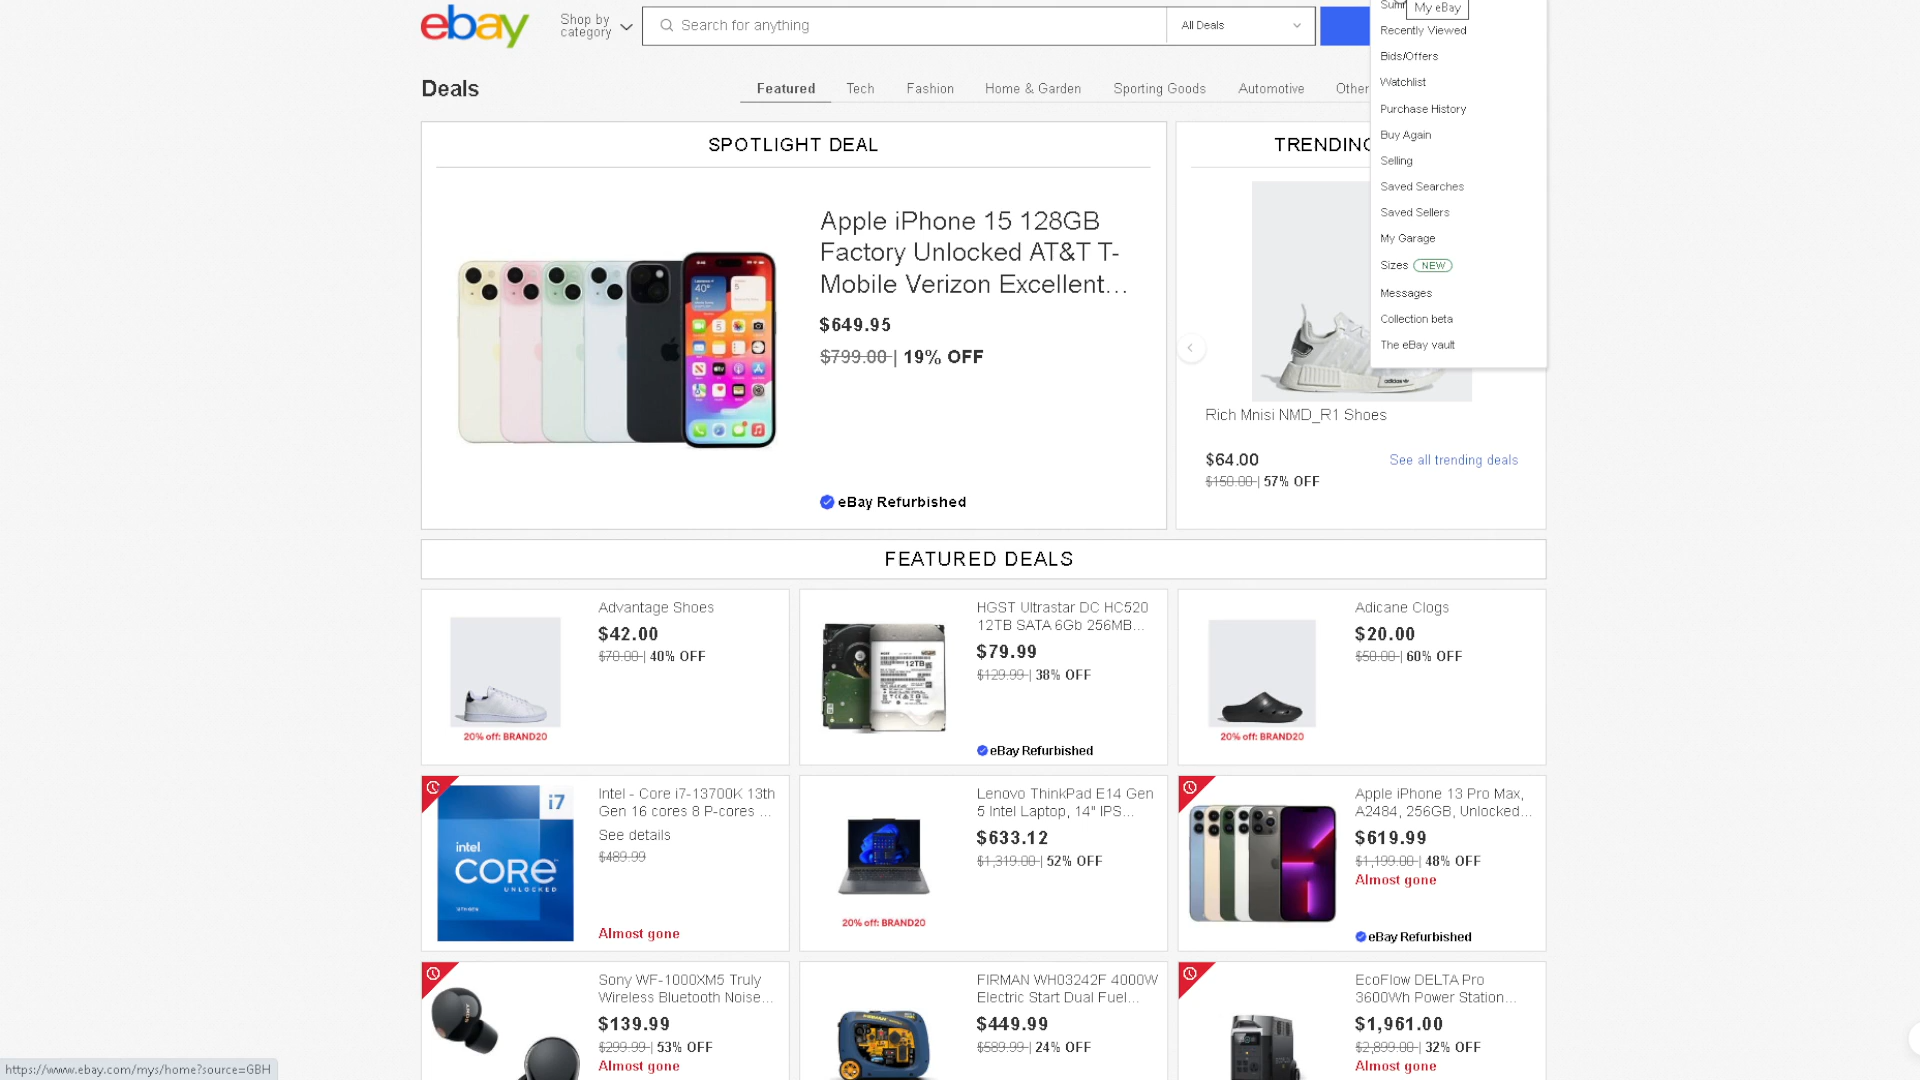 ebay
Shop by
category
Search for anything
All Deals
My eBay
Recently Viewed
Bids/Offers
Watchlist
Purchase History
Buy Again
Selling
Saved Searches
Saved Sellers
My Garage
Sizes NEW
Messages
Collection beta
The eBay vault
Deals
Featured
Tech
Fashion
Home & Garden
Sporting Goods
Automotive
Other
SPOTLIGHT DEAL
Apple iPhone 15 128GB
Factory Unlocked AT&T T-
Mobile Verizon Excellent...
$649.95
$799.00 | 19% OFF
eBay Refurbished
TRENDING
Rich Mnisi NMD_R1 Shoes
$64.00
See all trending deals
$150.00 | 57% OFF
FEATURED DEALS
Advantage Shoes
$42.00
$70.00 | 40% OFF
20% off: BRAND20
HGST Ultrastar DC HC520
12TB SATA 6Gb 256MB...
$79.99
$129.99 | 38% OFF
12TB
eBay Refurbished
Adicane Clogs
$20.00
$50.00 | 60% OFF
20% off: BRAND20
i7
intel
CORE
UNLOCKED
Intel - Core i7-13700K 13th
Gen 16 cores 8 P-cores ...
See details
$489.99
Almost gone
Lenovo ThinkPad E14 Gen
5 Intel Laptop, 14" IPS...
$633.12
$1,319.00 | 52% OFF
20% off: BRAND20
Apple iPhone 13 Pro Max,
A2484, 256GB, Unlocked...
$619.99
$1,199.00 | 48% OFF
Almost gone
eBay Refurbished
Sony WF-1000XM5 Truly
Wireless Bluetooth Noise...
$139.99
$299.99 | 53% OFF
Almost gone
SONY
FIRMAN WH03242F 4000W
Electric Start Dual Fuel...
$449.99
$589.99 | 24% OFF
EcoFlow DELTA Pro
3600Wh Power Station...
$1,961.00
$2,899.00 | 32% OFF
Almost gone
https://www.ebay.com/mys/home?source=GBH